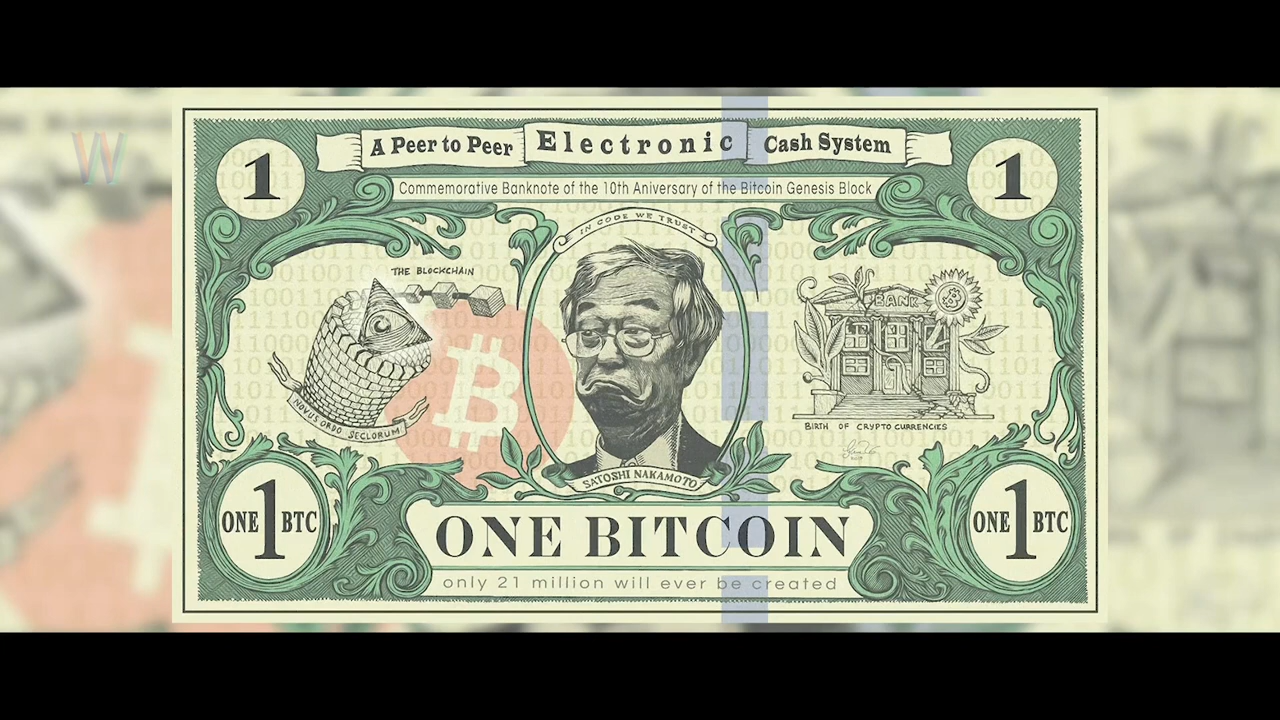 W
A Peer to Peer Electronic Cash System
1
1
Commemorative Banknote of the 10th Aniversary of the Bitcoin Genesis Block
IN CODE WE TRUST
THE BLOCKCHAIN
BANK
NOVUS ORDO SECLORUM
BIRTH OF CRYPTO CURRENCIES
SATOSHI NAKAMOTO
ONE 1 BTC
ONE BITCOIN
ONE 1 BTC
only 21 million will ever be created